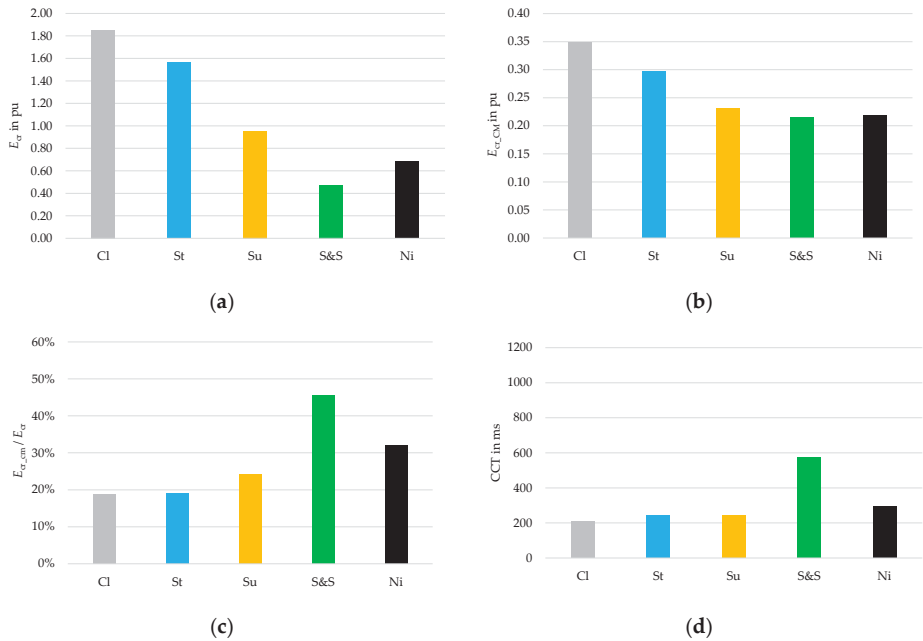 2.00
1.80
1.60
1.40
1.20
1.00
0.80
0.60
0.40
0.20
0.00
E_cr in pu
Cl St Su S&S Ni
(a)
0.40
0.35
0.30
0.25
0.20
0.15
0.10
0.05
0.00
E_cr_CM in pu
Cl St Su S&S Ni
(b)
60%
50%
40%
30%
20%
10%
0%
E_cr_cm / E_cr
Cl St Su S&S Ni
(c)
1200
1000
800
600
400
200
0
CCT in ms
Cl St Su S&S Ni
(d)